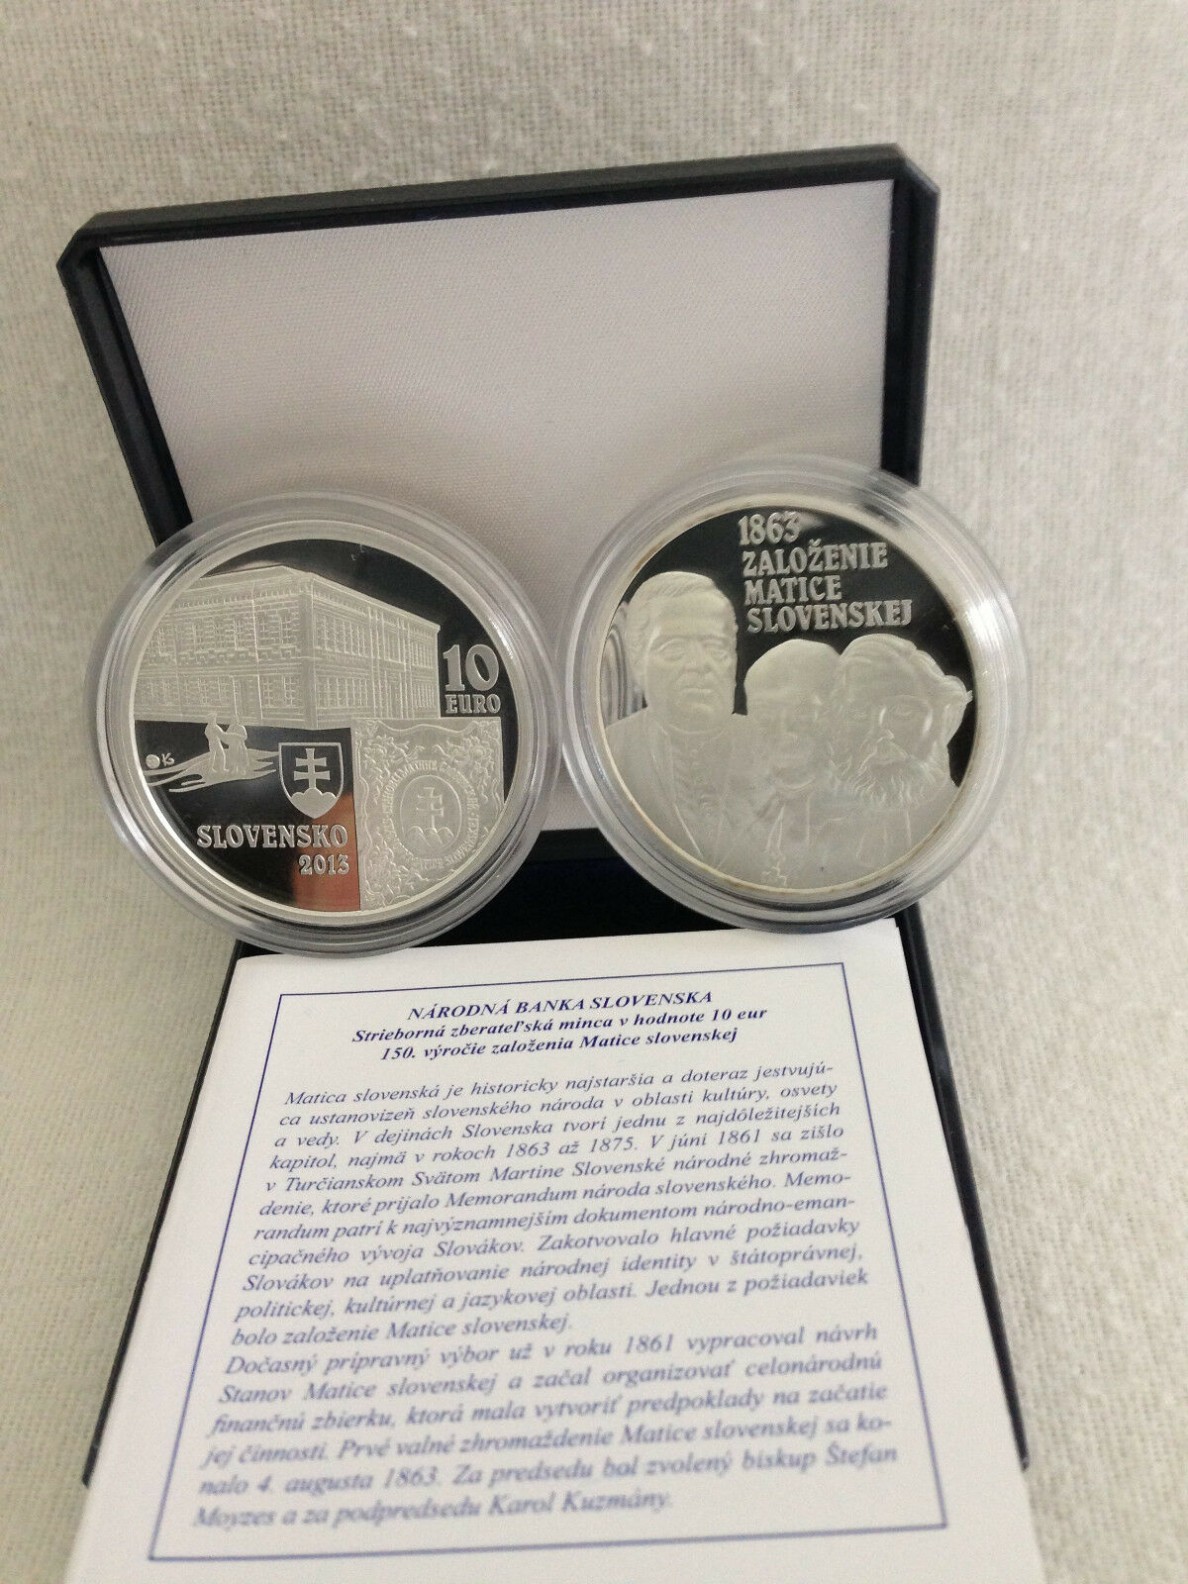 1863
ZALOŽENIE
MATICE
SLOVENSKEJ
10
EURO
SLOVENSKO
2013
NÁRODNÁ BANKA SLOVENSKA
Strieborná zberateľská minca v hodnote 10 eur
150. výročie založenia Matice slovenskej
Matica slovenská je historicky najstaršia a doteraz jestvujú-
ca ustanovizeň slovenského národa v oblasti kultúry, osvety
a vedy. V dejinách Slovenska tvorí jednu z najdôležitejších
kapitol, najmä v rokoch 1863 až 1875. V júni 1861 sa zišlo
v Turčianskom Svätom Martine Slovenské národné zhromaž-
denie, ktoré prijalo Memorandum národa slovenského. Memo-
randum patrí k najvýznamnejším dokumentom národno-eman-
cipačného vývoja Slovákov. Zakotvovalo hlavné požiadavky
Slovákov na uplatňovanie národnej identity v štátoprávnej,
politickej, kultúrnej a jazykovej oblasti. Jednou z požiadaviek
bolo založenie Matice slovenskej.
Dočasný prípravný výbor už v roku 1861 vypracoval návrh
Stanov Matice slovenskej a začal organizovať celonárodnú
finančnú zbierku, ktorá mala vytvoriť predpoklady na začatie
jej činnosti. Prvé valné zhromaždenie Matice slovenskej sa ko-
nalo 4. augusta 1863. Za predsedu bol zvolený biskup Štefan
Moyzes a za podpredsedu Karol Kuzmány.